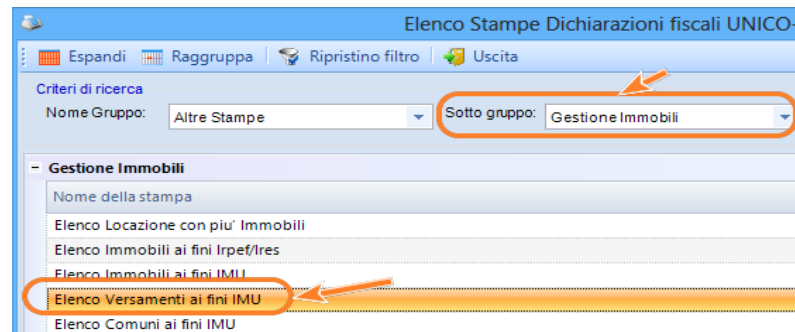 Elenco Stampe Dichiarazioni fiscali UNICO-
Espandi Raggruppa Ripristino filtro Uscita
Criteri di ricerca
Nome Gruppo: Altre Stampe Sotto gruppo: Gestione Immobili
Gestione Immobili
Nome della stampa
Elenco Locazione con piu' Immobili
Elenco Immobili ai fini Irpef/Ires
Elenco Immobili ai fini IMU
Elenco Versamenti ai fini IMU
Elenco Comuni ai fini IMU